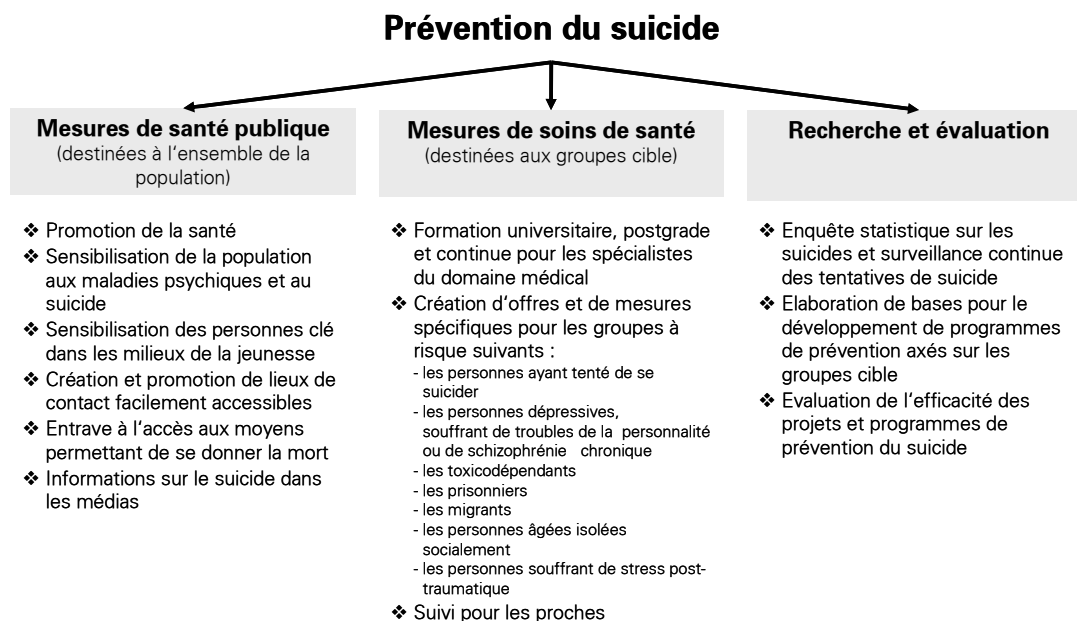 Prévention du suicide
Mesures de santé publique
(destinées à l'ensemble de la
population)
❖ Promotion de la santé
❖ Sensibilisation de la population
aux maladies psychiques et au
suicide
❖ Sensibilisation des personnes clé
dans les milieux de la jeunesse
❖ Création et promotion de lieux de
contact facilement accessibles
❖ Entrave à l'accès aux moyens
permettant de se donner la mort
❖ Informations sur le suicide dans
les médias
Mesures de soins de santé
(destinées aux groupes cible)
❖ Formation universitaire, postgrade
et continue pour les spécialistes
du domaine médical
❖ Création d'offres et de mesures
spécifiques pour les groupes à
risque suivants :
- les personnes ayant tenté de se
suicider
- les personnes dépressives,
souffrant de troubles de la personnalité
ou de schizophrénie chronique
- les toxicodépendants
- les prisonniers
- les migrants
- les personnes âgées isolées
socialement
- les personnes souffrant de stress post-
traumatique
❖ Suivi pour les proches
Recherche et évaluation
❖ Enquête statistique sur les
suicides et surveillance continue
des tentatives de suicide
❖ Elaboration de bases pour le
développement de programmes
de prévention axés sur les
groupes cible
❖ Evaluation de l'efficacité des
projets et programmes de
prévention du suicide